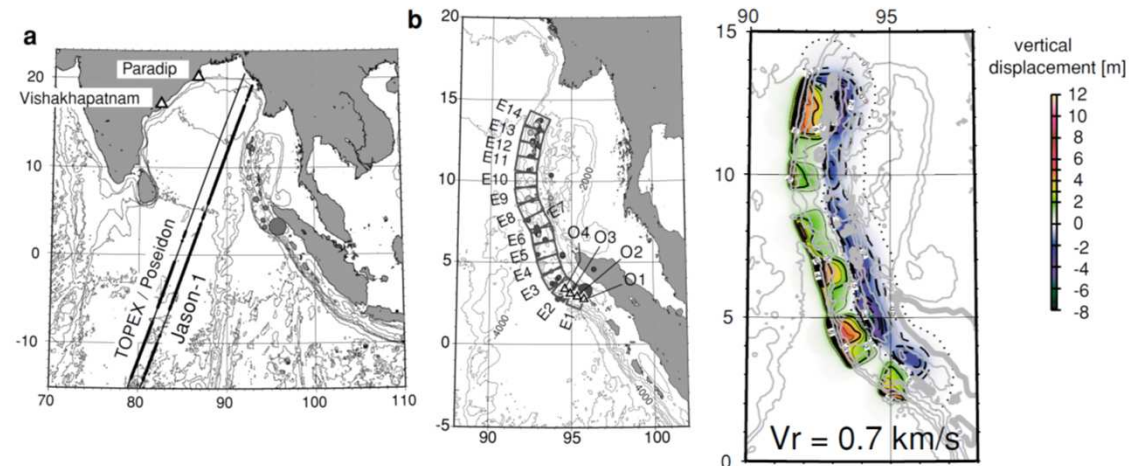 a
20
10
0
-10
70
80
90
100
110
Paradip
Vishakhapatnam
TOPEX / Poseidon
Jason-1
b
20
15
10
5
0
-5
90
95
100
E14
E13
E12
E11
E10
E9
E8
E7
E6
E5
E4
E3
E2
E1
O4
O3
O2
O1
2000
4000
4000
90
95
15
10
5
0
Vr = 0.7 km/s
vertical
displacement [m]
12
10
8
6
4
2
0
-2
-4
-6
-8